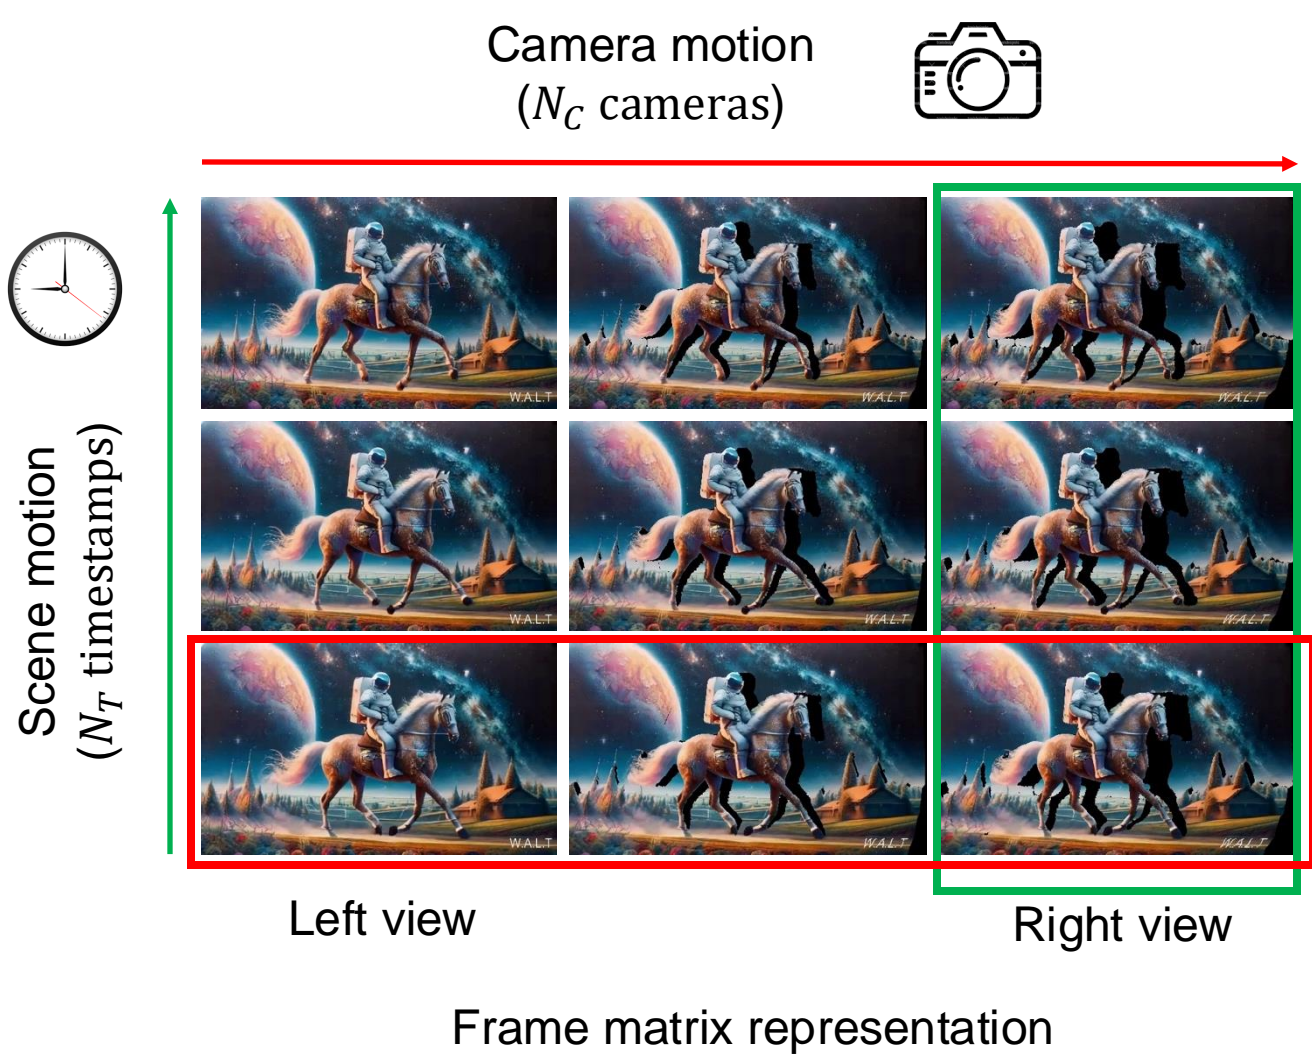 Camera motion
(N_C cameras)
Scene motion
(N_T timestamps)
W.A.L.T
W.A.L.T
W.A.L.T
W.A.L.T
W.A.L.T
W.A.L.T
W.A.L.T
W.A.L.T
W.A.L.T
Left view
Right view
Frame matrix representation